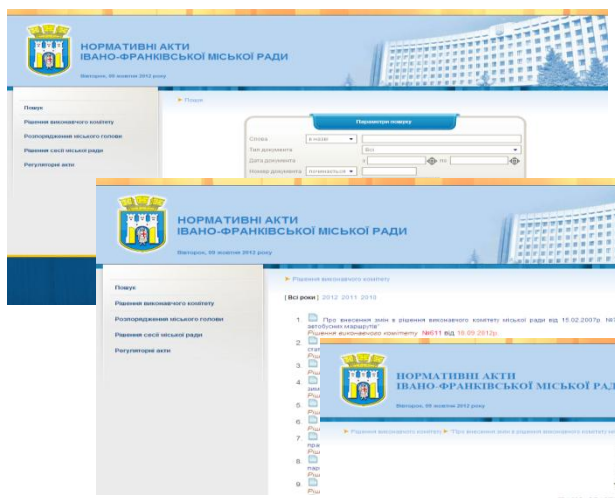 НОРМАТИВНІ АКТИ
ІВАНО-ФРАНКІВСЬКОЇ МІСЬКОЇ РАДИ
Вівторок, 09 жовтня 2012 року
Пошук
Рішення виконавчого комітету
Розпорядження міського голови
Рішення сесії міської ради
Регуляторні акти
Пошук
Параметри пошуку
Слова в назві
Тип документа Всі
Дата документа з по
Номер документа починається
НОРМАТИВНІ АКТИ
ІВАНО-ФРАНКІВСЬКОЇ МІСЬКОЇ РАДИ
Вівторок, 09 жовтня 2012 року
Пошук
Рішення виконавчого комітету
Розпорядження міського голови
Рішення сесії міської ради
Регуляторні акти
Рішення виконавчого комітету
[Всі роки] 2012 2011 2010
1. Про внесення змін в рішення виконавчого комітету міської ради від 15.02.2007р.
автобусних маршрутів"
Рішення виконавчого комітету №611 від 18.09.2012р.
2.
3.
4.
5.
6.
7.
8.
9.
НОРМАТИВНІ АКТИ
ІВАНО-ФРАНКІВСЬКОЇ МІСЬКОЇ РАД
Вівторок, 09 жовтня 2012 року
Рішення виконавчого комітету "Про внесення змін в рішення виконавчого комітету